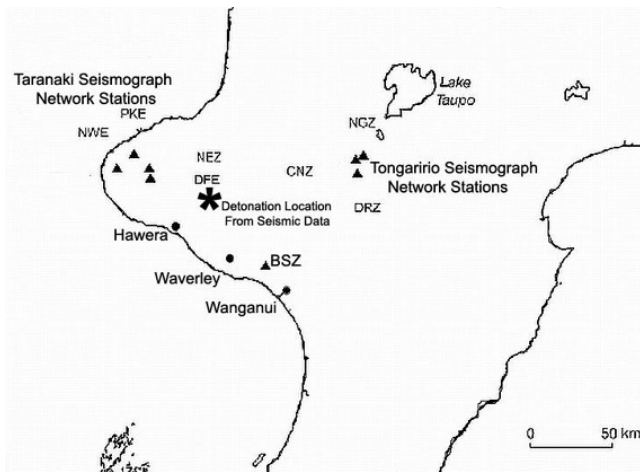 Taranaki Seismograph
Network Stations
PKE
NWE
Lake
Taupo
NGZ
NEZ
CNZ
DFE
Tongaririo Seismograph
Network Stations
Detonation Location
From Seismic Data
DRZ
Hawera
Waverley
BSZ
Wanganui
0 50 km